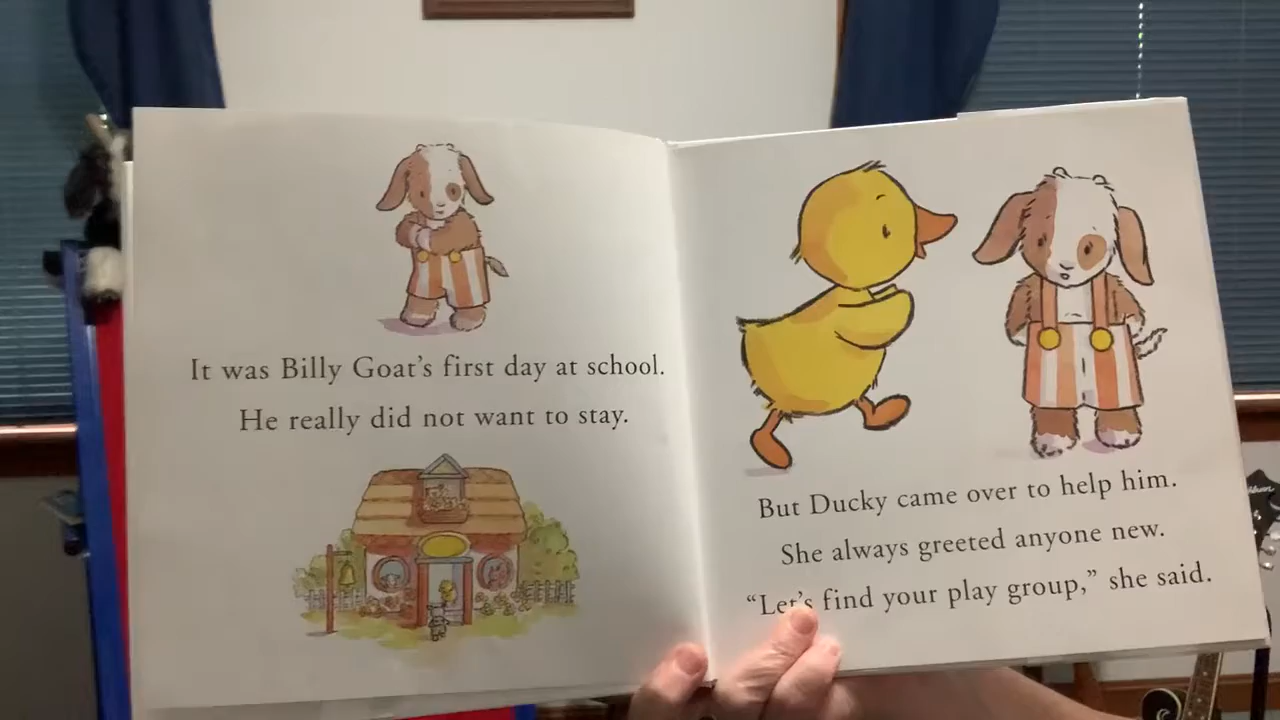 It was Billy Goat's first day at school.
He really did not want to stay.
But Ducky came over to help him.
She always greeted anyone new.
“Let's find your play group,” she said.